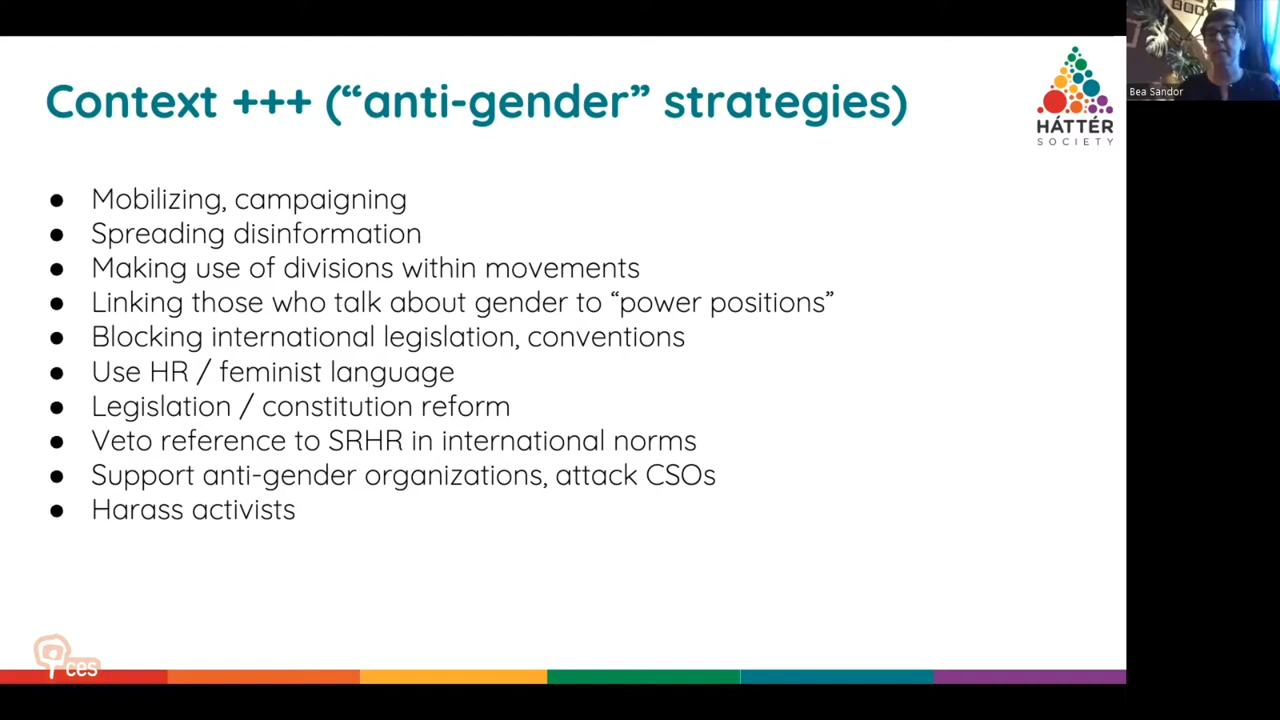 Context +++ (“anti-gender” strategies)
HÁTTÉR
SOCIETY
Bea Sandor
● Mobilizing, campaigning
● Spreading disinformation
● Making use of divisions within movements
● Linking those who talk about gender to “power positions”
● Blocking international legislation, conventions
● Use HR / feminist language
● Legislation / constitution reform
● Veto reference to SRHR in international norms
● Support anti-gender organizations, attack CSOs
● Harass activists
ces